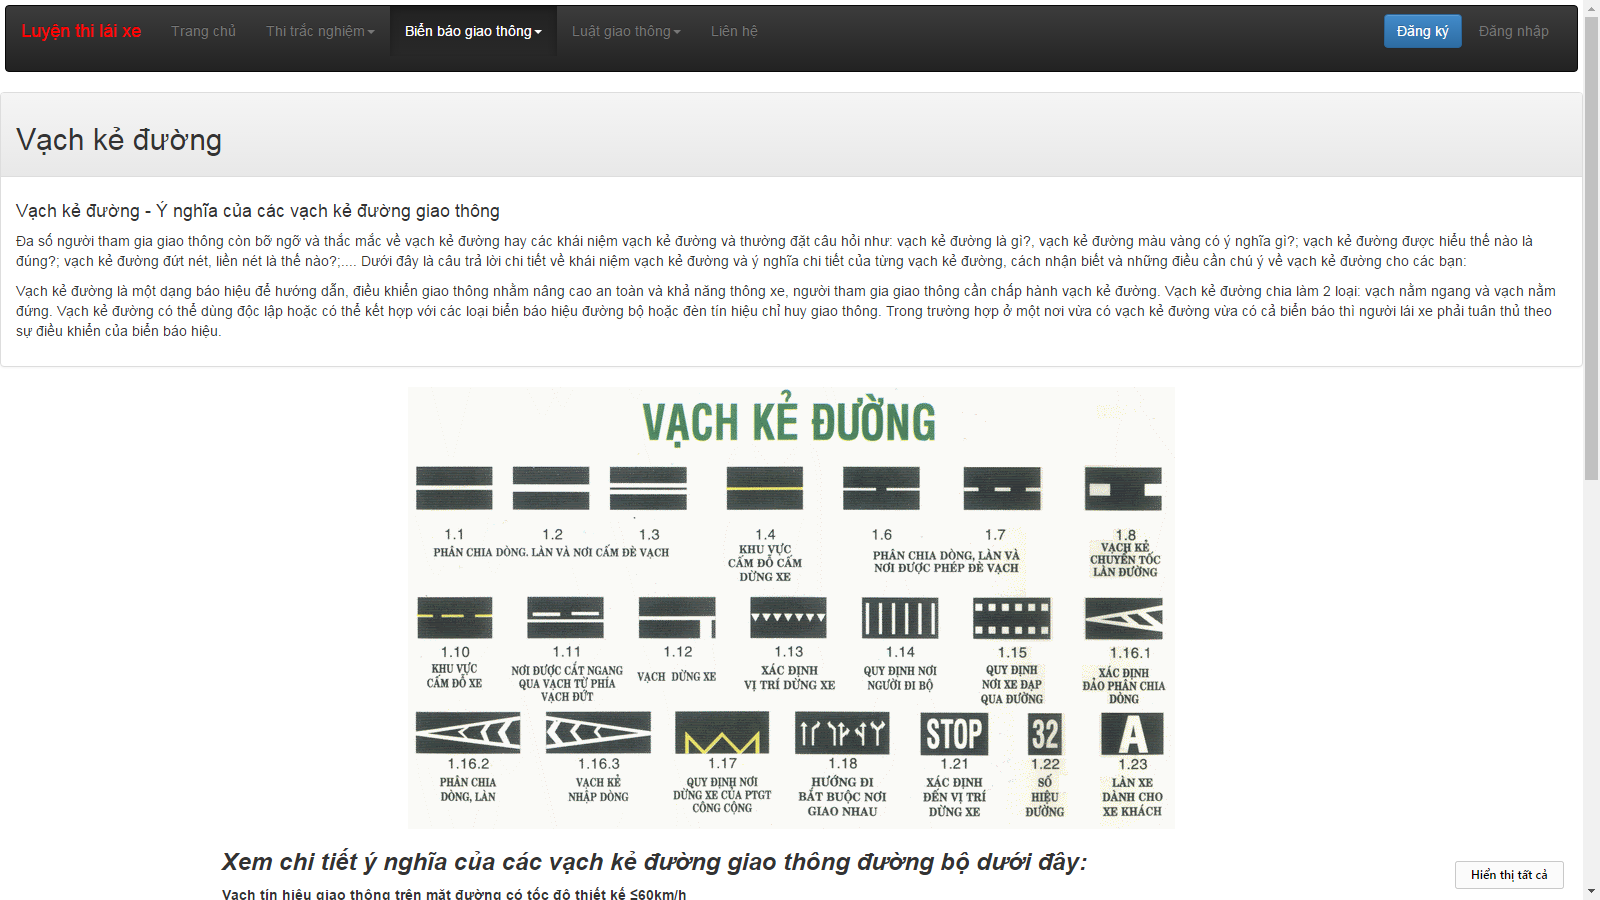 Luyện thi lái xe Trang chủ Thi trắc nghiệm Biển báo giao thông Luật giao thông Liên hệ Đăng ký Đăng nhập
Vạch kẻ đường
Vạch kẻ đường - Ý nghĩa của các vạch kẻ đường giao thông
Đa số người tham gia giao thông còn bỡ ngỡ và thắc mắc về vạch kẻ đường hay các khái niệm vạch kẻ đường và thường đặt câu hỏi như: vạch kẻ đường là gì?, vạch kẻ đường màu vàng có ý nghĩa gì?; vạch kẻ đường được hiểu thế nào là
đúng?; vạch kẻ đường đứt nét, liền nét là thế nào?;.... Dưới đây là câu trả lời chi tiết về khái niệm vạch kẻ đường và ý nghĩa chi tiết của từng vạch kẻ đường, cách nhận biết và những điều cần chú ý về vạch kẻ đường cho các bạn:
Vạch kẻ đường là một dạng báo hiệu để hướng dẫn, điều khiển giao thông nhằm nâng cao an toàn và khả năng thông xe, người tham gia giao thông cần chấp hành vạch kẻ đường. Vạch kẻ đường chia làm 2 loại: vạch nằm ngang và vạch nằm
đứng. Vạch kẻ đường có thể dùng độc lập hoặc có thể kết hợp với các loại biển báo hiệu đường bộ hoặc đèn tín hiệu chỉ huy giao thông. Trong trường hợp ở một nơi vừa có vạch kẻ đường vừa có cả biển báo thì người lái xe phải tuân thủ theo
sự điều khiển của biển báo hiệu.
VẠCH KẺ ĐƯỜNG
1.1 1.2 1.3
PHÂN CHIA DÒNG. LÀN VÀ NƠI CẤM ĐÈ VẠCH
1.4
KHU VỰC
CẤM ĐỖ CẤM
DỪNG XE
1.6 1.7
PHÂN CHIA DÒNG, LÀN VÀ
NƠI ĐƯỢC PHÉP ĐÈ VẠCH
1.8
VẠCH KẺ
CHUYỂN TỐC
LÀN ĐƯỜNG
1.10
KHU VỰC
CẤM ĐỖ XE
1.11
NƠI ĐƯỢC CẮT NGANG
QUA VẠCH TỪ PHÍA
VẠCH ĐỨT
1.12
VẠCH DỪNG XE
1.13
XÁC ĐỊNH
VỊ TRÍ DỪNG XE
1.14
QUY ĐỊNH NƠI
NGƯỜI ĐI BỘ
1.15
QUY ĐỊNH
NƠI XE ĐẠP
QUA ĐƯỜNG
1.16.1
XÁC ĐỊNH
ĐẢO PHÂN CHIA
DÒNG
1.16.2
PHÂN CHIA
DÒNG, LÀN
1.16.3
VẠCH KẺ
NHẬP DÒNG
1.17
QUY ĐỊNH NƠI
DỪNG XE CỦA PTGT
CÔNG CỘNG
1.18
HƯỚNG ĐI
BẮT BUỘC NƠI
GIAO NHAU
STOP
1.21
XÁC ĐỊNH
ĐẾN VỊ TRÍ
DỪNG XE
32
1.22
SỐ
HIỆU
ĐƯỜNG
A
1.23
LÀN XE
DÀNH CHO
XE KHÁCH
Xem chi tiết ý nghĩa của các vạch kẻ đường giao thông đường bộ dưới đây:
Vạch tín hiệu giao thông trên mặt đường có tốc độ thiết kế ≤60km/h
Hiển thị tất cả